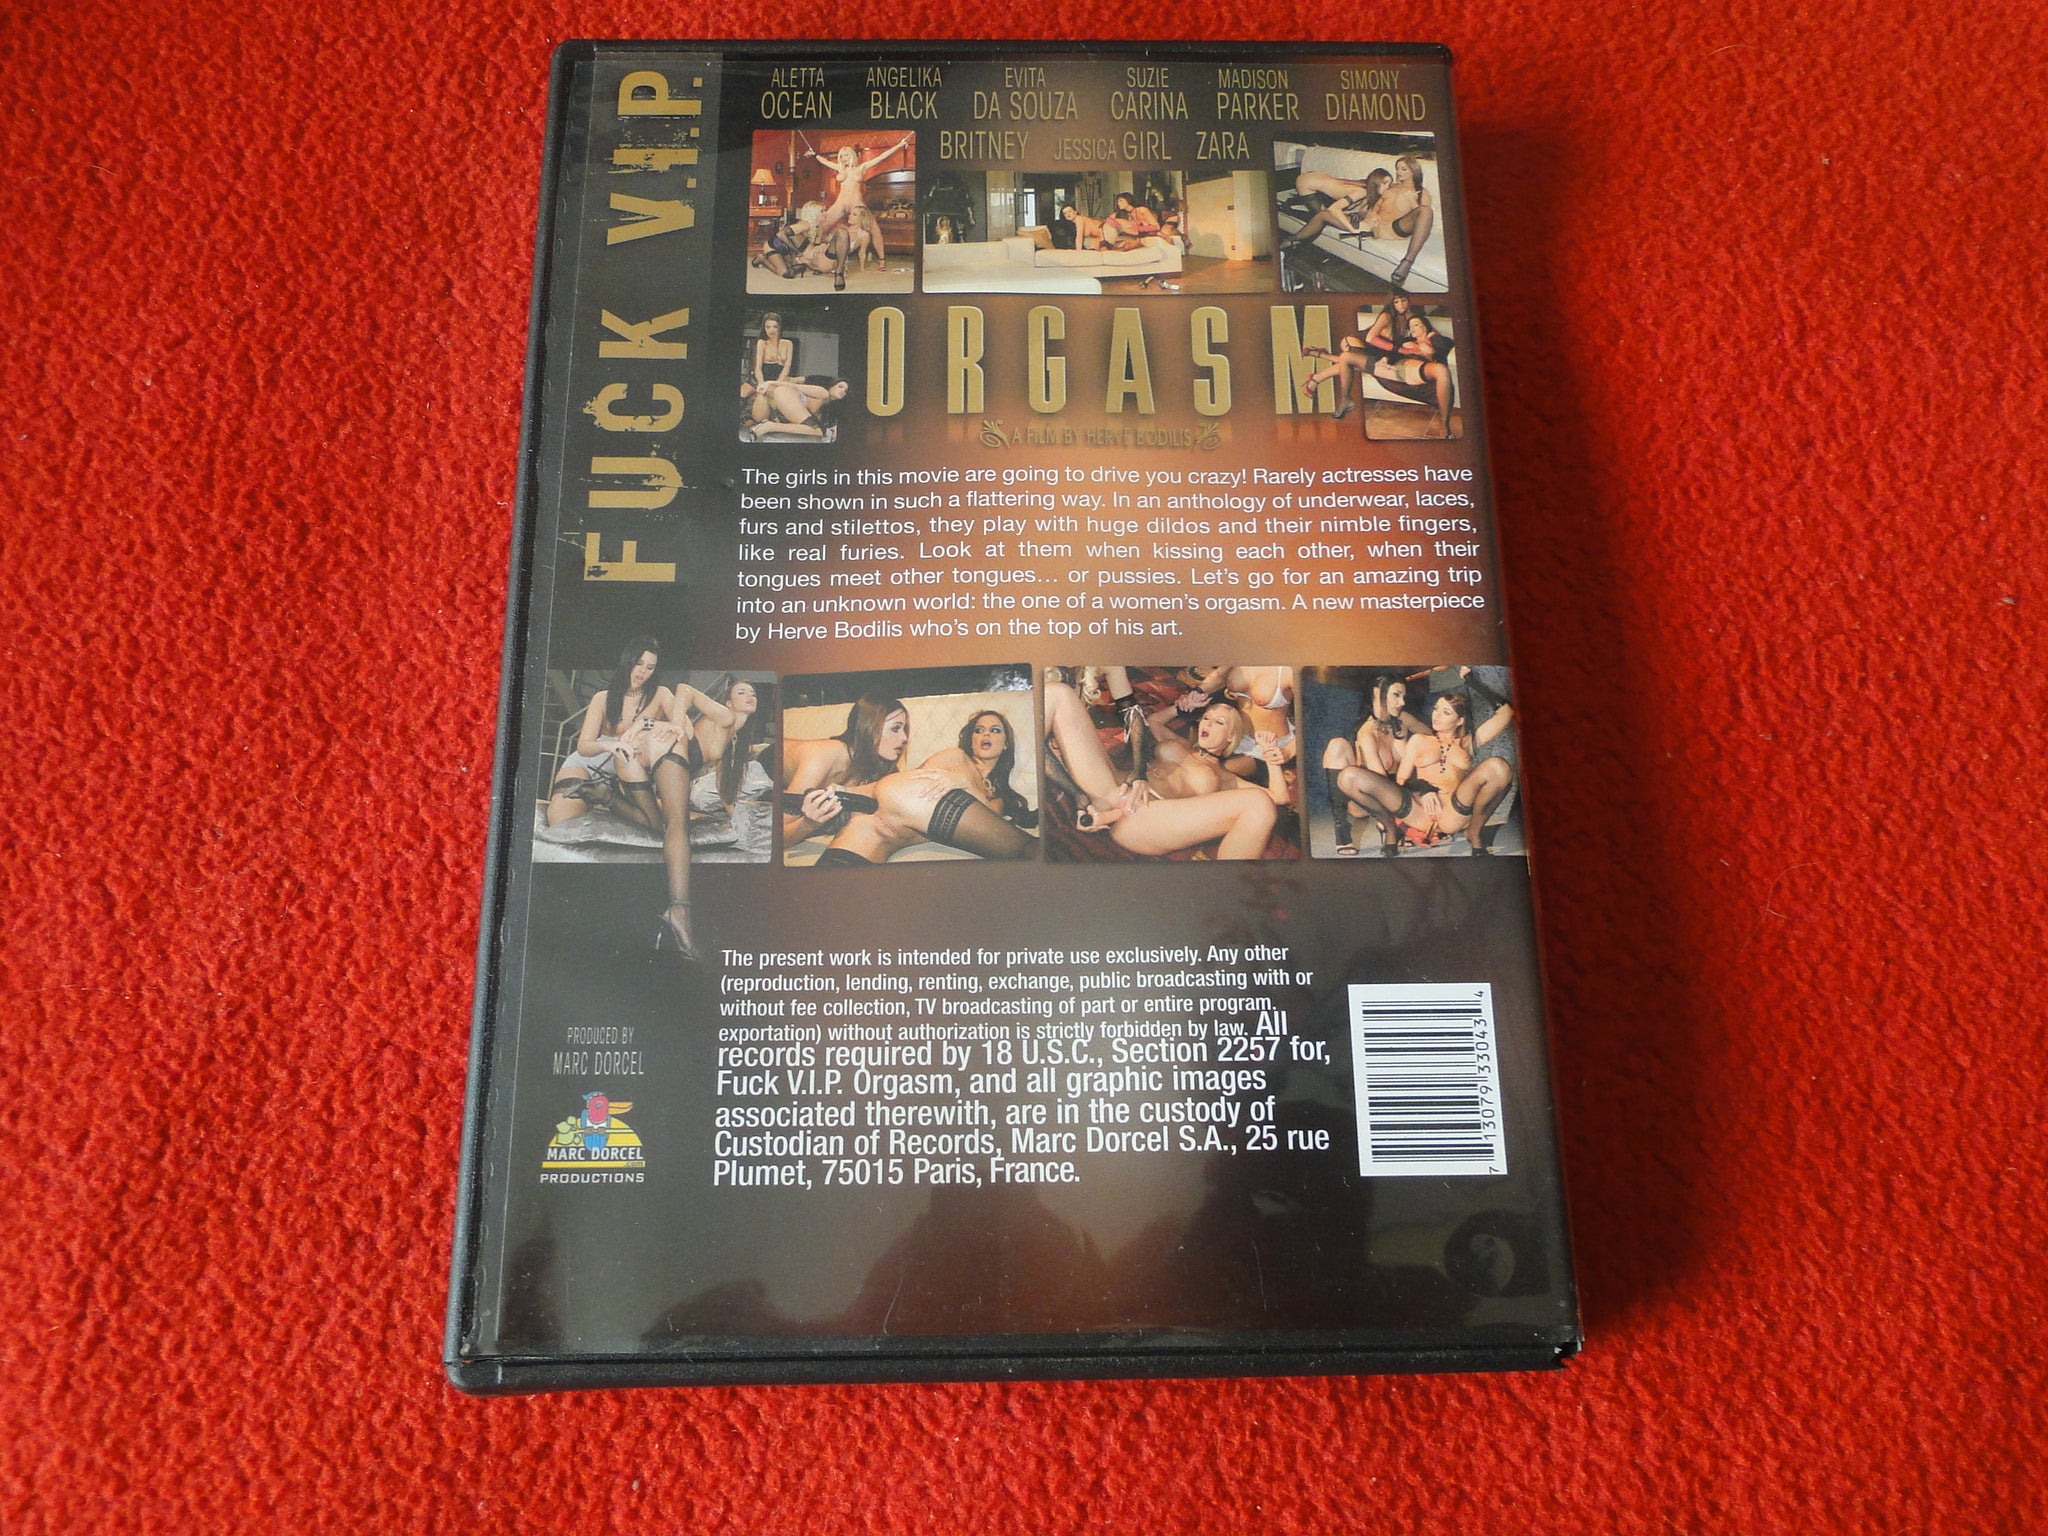 FUCK V.I.P.
ALETTA OCEAN
ANGELIKA BLACK
EVITA DA SOUZA
SUZIE CARINA
MADISON PARKER
SIMONY DIAMOND
BRITNEY JESSICA GIRL ZARA
ORGASM
A FILM BY HERVE BODILIS
The girls in this movie are going to drive you crazy! Rarely actresses have
been shown in such a flattering way. In an anthology of underwear, laces,
furs and stilettos, they play with huge dildos and their nimble fingers,
like real furies. Look at them when kissing each other, when their
tongues meet other tongues... or pussies. Let's go for an amazing trip
into an unknown world: the one of a women's orgasm. A new masterpiece
by Herve Bodilis who's on the top of his art.
The present work is intended for private use exclusively. Any other
(reproduction, lending, renting, exchange, public broadcasting with or
without fee collection, TV broadcasting of part or entire program.
exportation) without authorization is strictly forbidden by law. All
records required by 18 U.S.C., Section 2257 for,
Fuck V.I.P. Orgasm, and all graphic images
associated therewith, are in the custody of
Custodian of Records, Marc Dorcel S.A., 25 rue
Plumet, 75015 Paris, France.
PRODUCED BY
MARC DORCEL
MARC DORCEL
.com
PRODUCTIONS
7 13079 33043 4